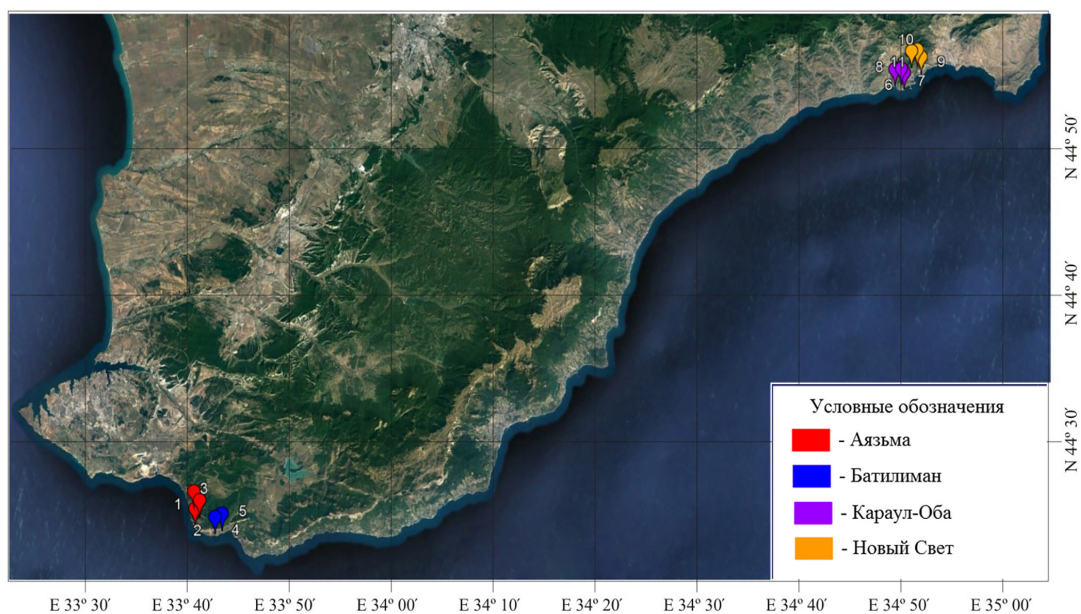 10
8 11 9
6 7
N 44° 50′
N 44° 40′
Условные обозначения
- Аязьма
- Батилиман
- Караул-Оба
- Новый Свет
N 44° 30′
3
1 5
2 4
E 33° 30′ E 33° 40′ E 33° 50′ E 34° 00′ E 34° 10′ E 34° 20′ E 34° 30′ E 34° 40′ E 34° 50′ E 35° 00′